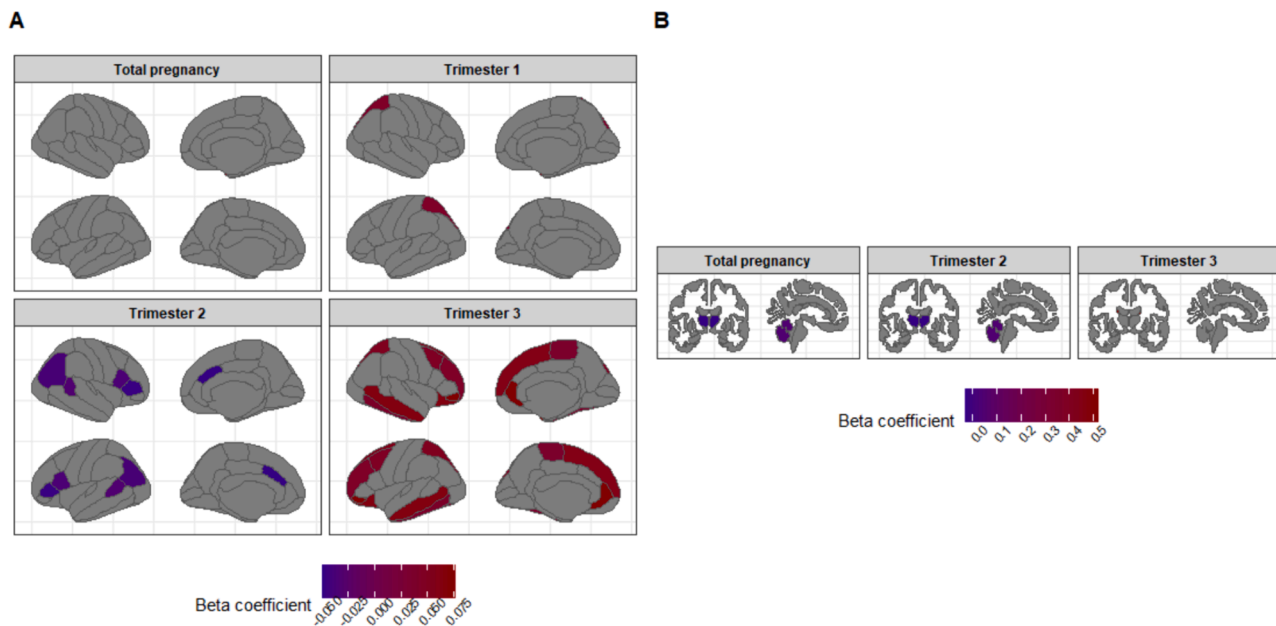 A
B
Total pregnancy
Trimester 1
Trimester 2
Trimester 3
Beta coefficient
-0.050
-0.025
0.000
0.025
0.050
0.075
Total pregnancy
Trimester 2
Trimester 3
Beta coefficient
0.0
0.1
0.2
0.3
0.4
0.5